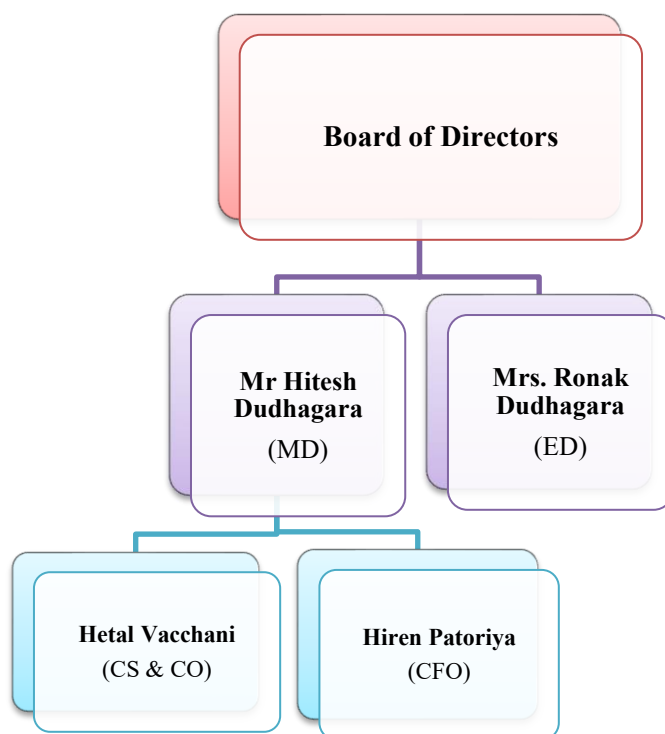 Board of Directors
Mr Hitesh
Dudhagara
(MD)
Mrs. Ronak
Dudhagara
(ED)
Hetal Vacchani
(CS & CO)
Hiren Patoriya
(CFO)